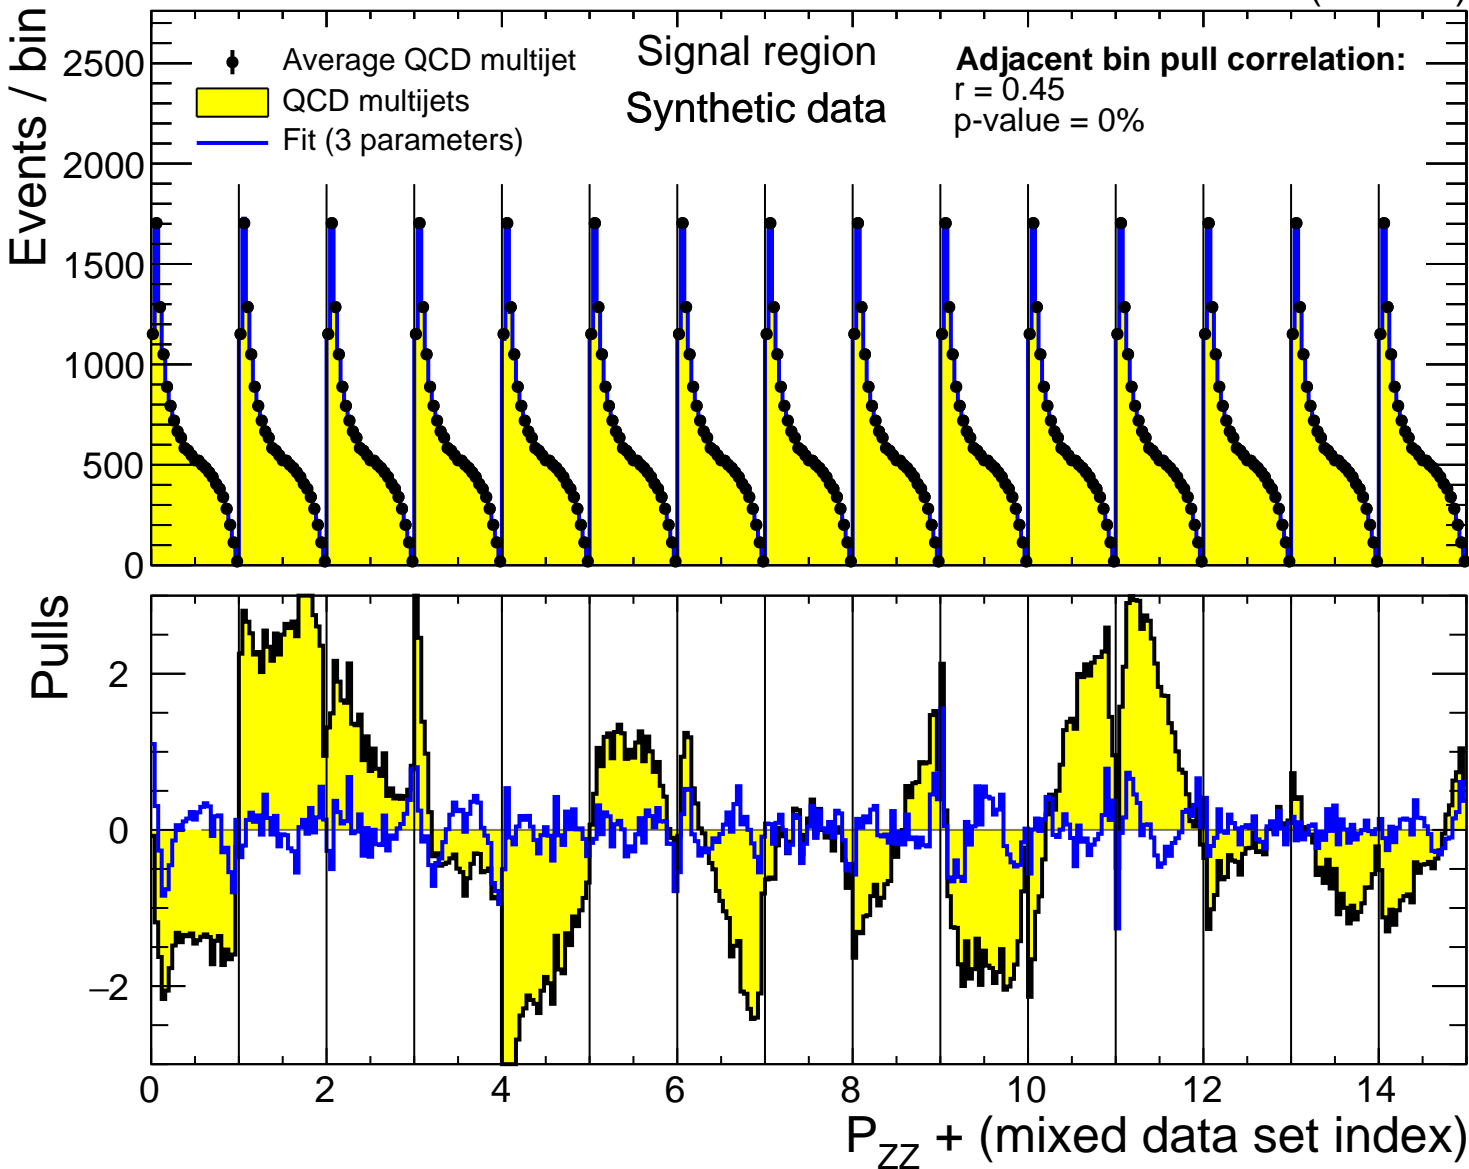 Events / bin
2500
2000
1500
1000
500
0
Average QCD multijet
QCD multijets
Fit (3 parameters)
Signal region
Synthetic data
Adjacent bin pull correlation:
r = 0.45
p-value = 0%
Pulls
2
0
−2
0 2 4 6 8 10 12 14
P_ZZ + (mixed data set index)